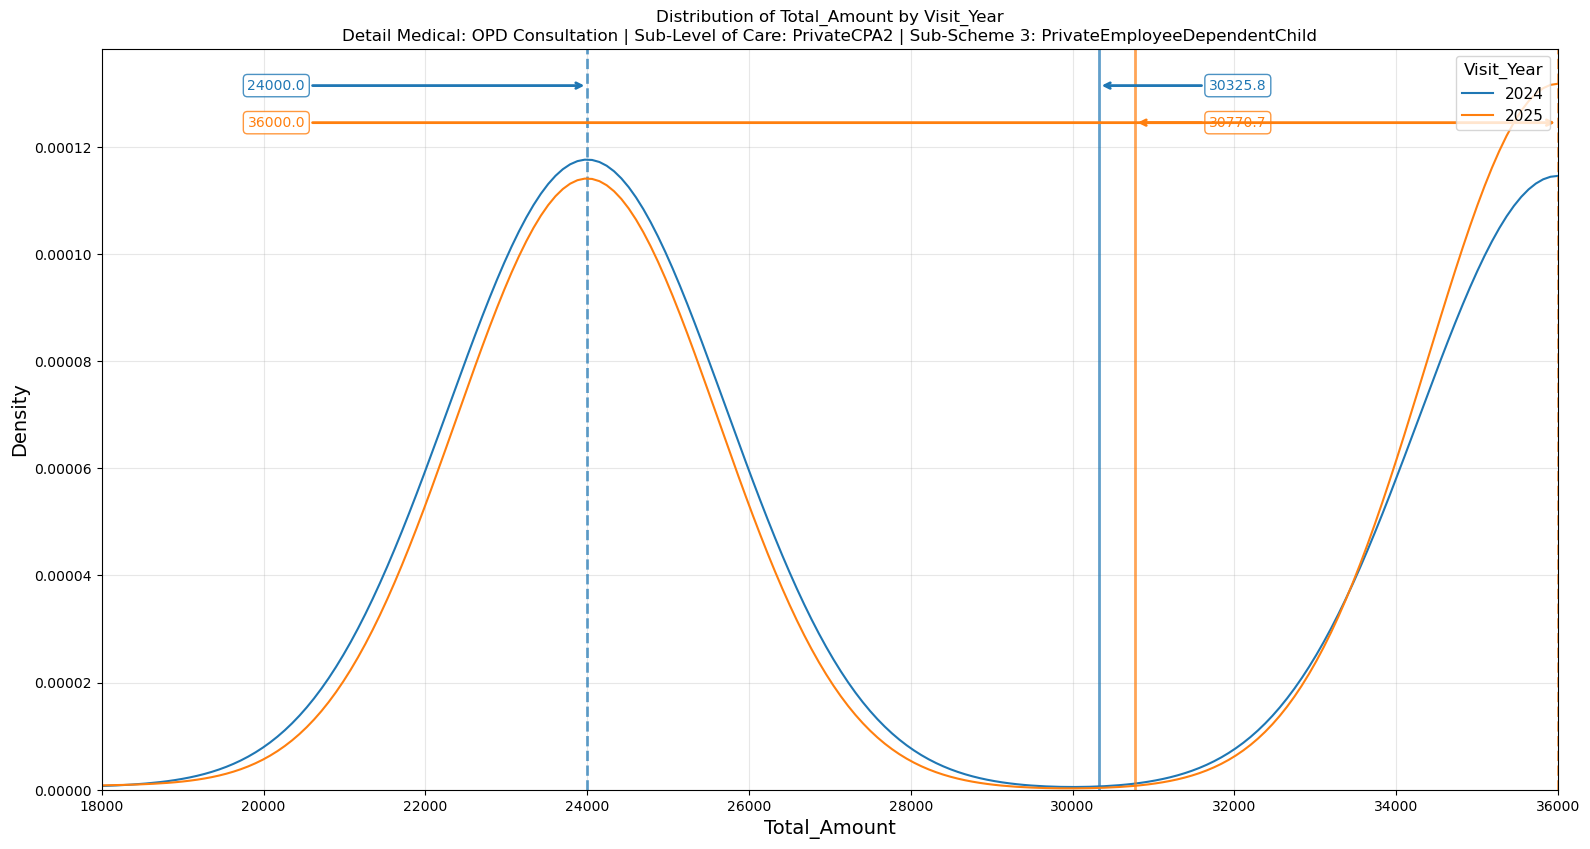 Distribution of Total_Amount by Visit_Year
Detail Medical: OPD Consultation | Sub-Level of Care: PrivateCPA2 | Sub-Scheme 3: PrivateEmployeeDependentChild
Visit_Year
2024
2025
24000.0
30325.8
36000.0
30770.7
Density
0.00012
0.00010
0.00008
0.00006
0.00004
0.00002
0.00000
18000 20000 22000 24000 26000 28000 30000 32000 34000 36000
Total_Amount